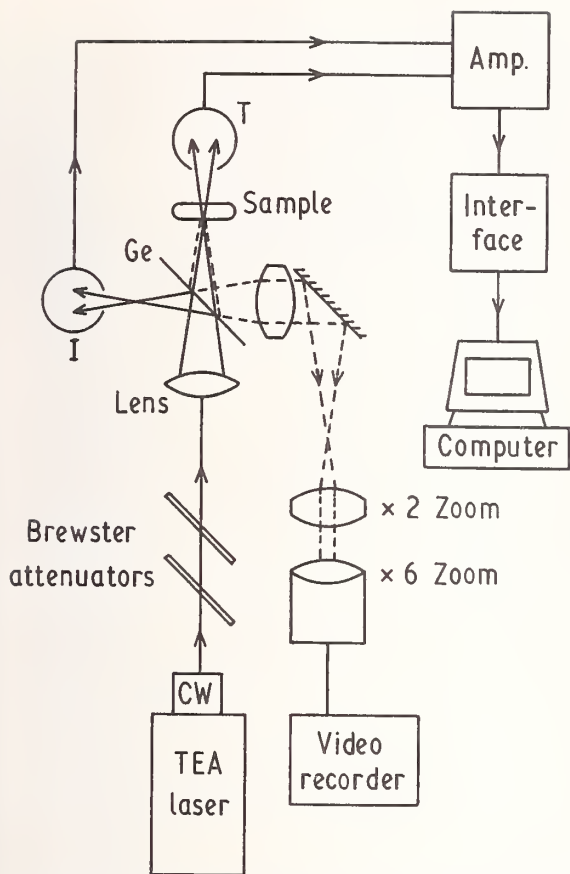 Amp.
T
Sample
Inter-
face
Ge
I
Lens
Computer
× 2 Zoom
Brewster
attenuators
× 6 Zoom
CW
TEA
laser
Video
recorder